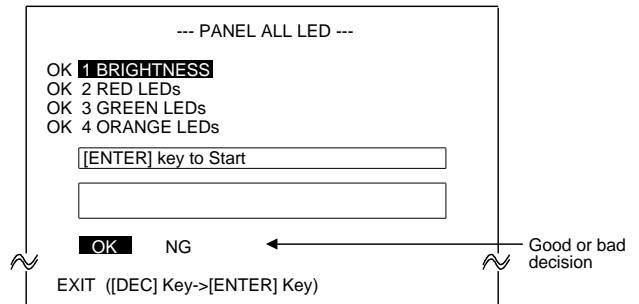 --- PANEL ALL LED ---
OK 1 BRIGHTNESS
OK 2 RED LEDs
OK 3 GREEN LEDs
OK 4 ORANGE LEDs
[ENTER] key to Start
OK NG
Good or bad
decision
EXIT ([DEC] Key->[ENTER] Key)